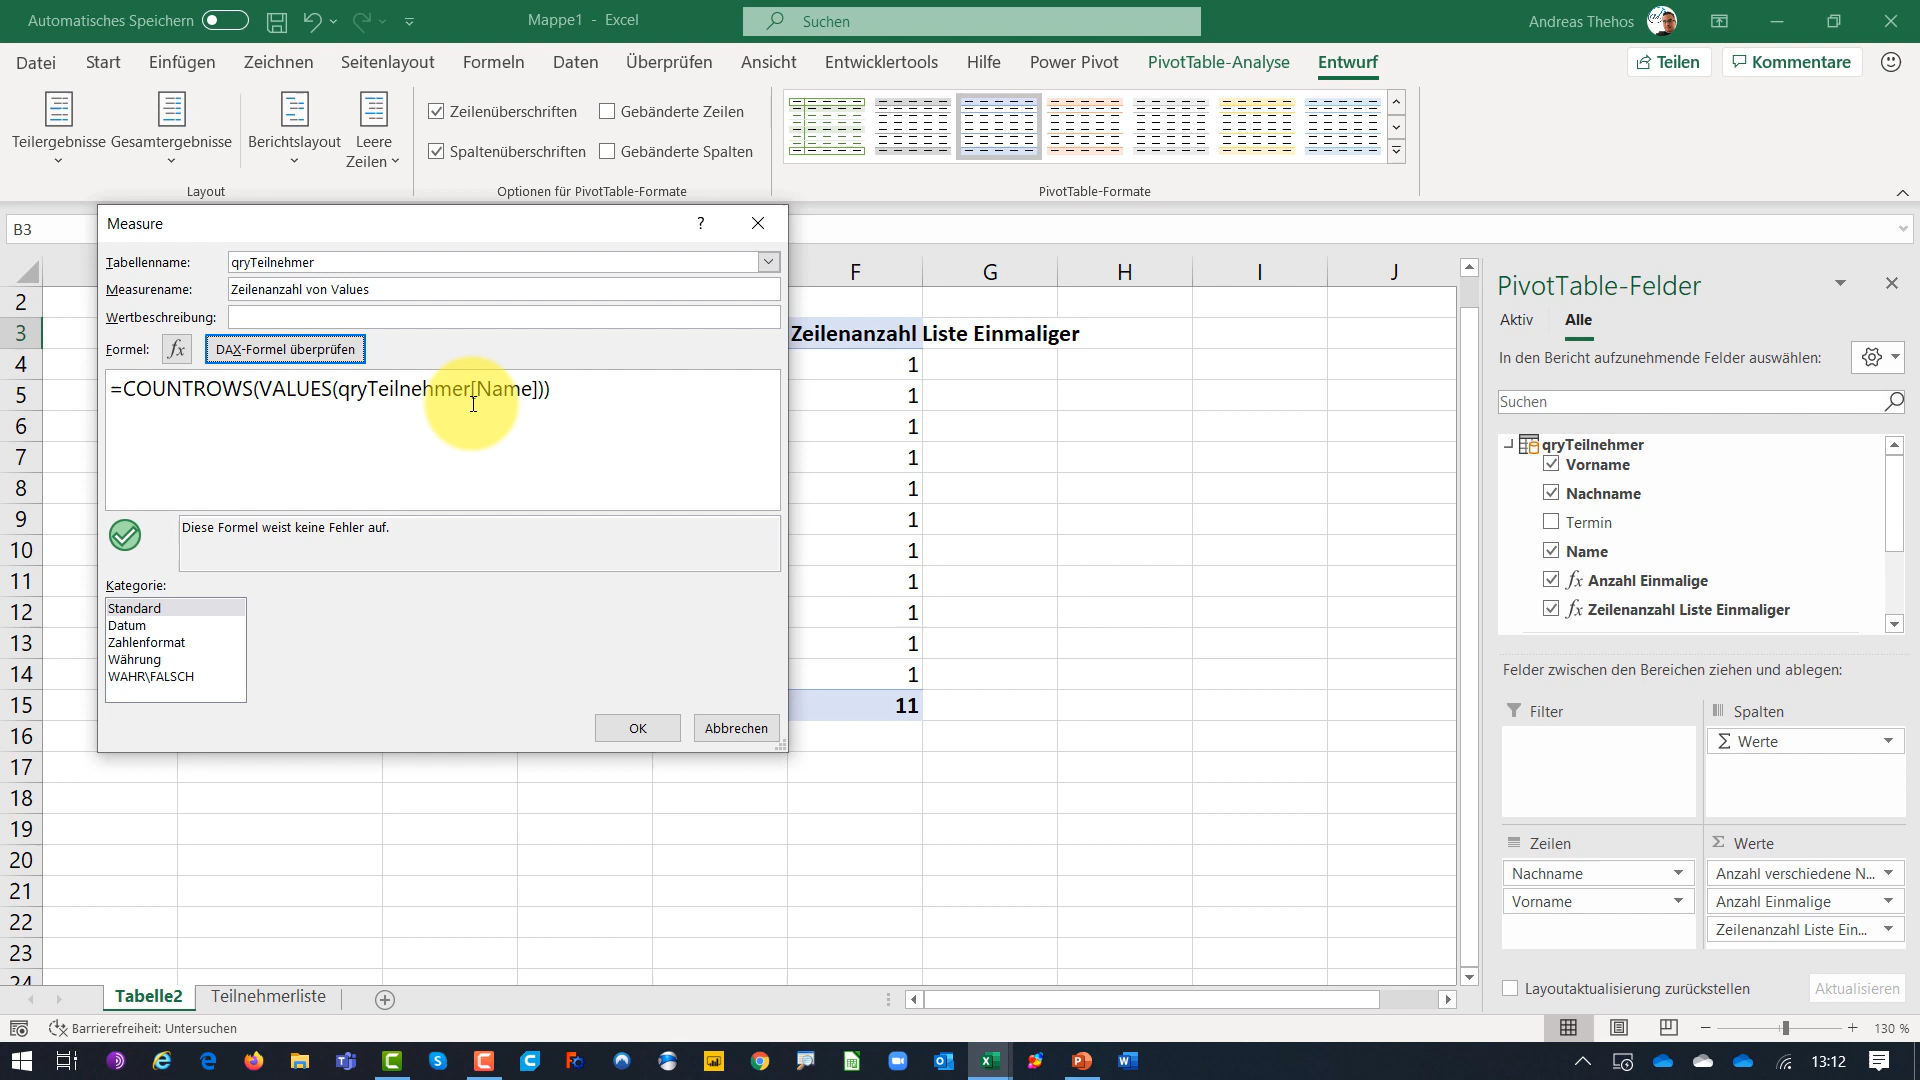 Automatisches Speichern
Mappe1 - Excel
Suchen
Andreas Thehos
Datei Start Einfügen Zeichnen Seitenlayout Formeln Daten Überprüfen Ansicht Entwicklertools Hilfe Power Pivot PivotTable-Analyse Entwurf
Teilen
Kommentare
Teilergebnisse Gesamtergebnisse Berichtslayout Leere
Zeilen
Layout
Zeilenüberschriften Gebänderte Zeilen
Spaltenüberschriften Gebänderte Spalten
Optionen für PivotTable-Formate
PivotTable-Formate
B3
Measure
?
Tabellenname: qryTeilnehmer
Measurename: Zeilenanzahl von Values
Wertbeschreibung:
Formel: fx DAX-Formel überprüfen
=COUNTROWS(VALUES(qryTeilnehmer[Name]))
Diese Formel weist keine Fehler auf.
Kategorie:
Standard
Datum
Zahlenformat
Währung
WAHR\FALSCH
OK
Abbrechen
F G H I J
2
3 Zeilenanzahl Liste Einmaliger
4 1
5 1
6 1
7 1
8 1
9 1
10 1
11 1
12 1
13 1
14 1
15 11
16
17
18
19
20
21
22
23
24
PivotTable-Felder
Aktiv Alle
In den Bericht aufzunehmende Felder auswählen:
Suchen
qryTeilnehmer
Vorname
Nachname
Termin
Name
fx Anzahl Einmalige
fx Zeilenanzahl Liste Einmaliger
Felder zwischen den Bereichen ziehen und ablegen:
Filter
Spalten
Σ Werte
Zeilen
Nachname
Vorname
Σ Werte
Anzahl verschiedene N...
Anzahl Einmalige
Zeilenanzahl Liste Ein...
Layoutaktualisierung zurückstellen
Aktualisieren
Tabelle2 Teilnehmerliste
Barrierefreiheit: Untersuchen
130 %
13:12